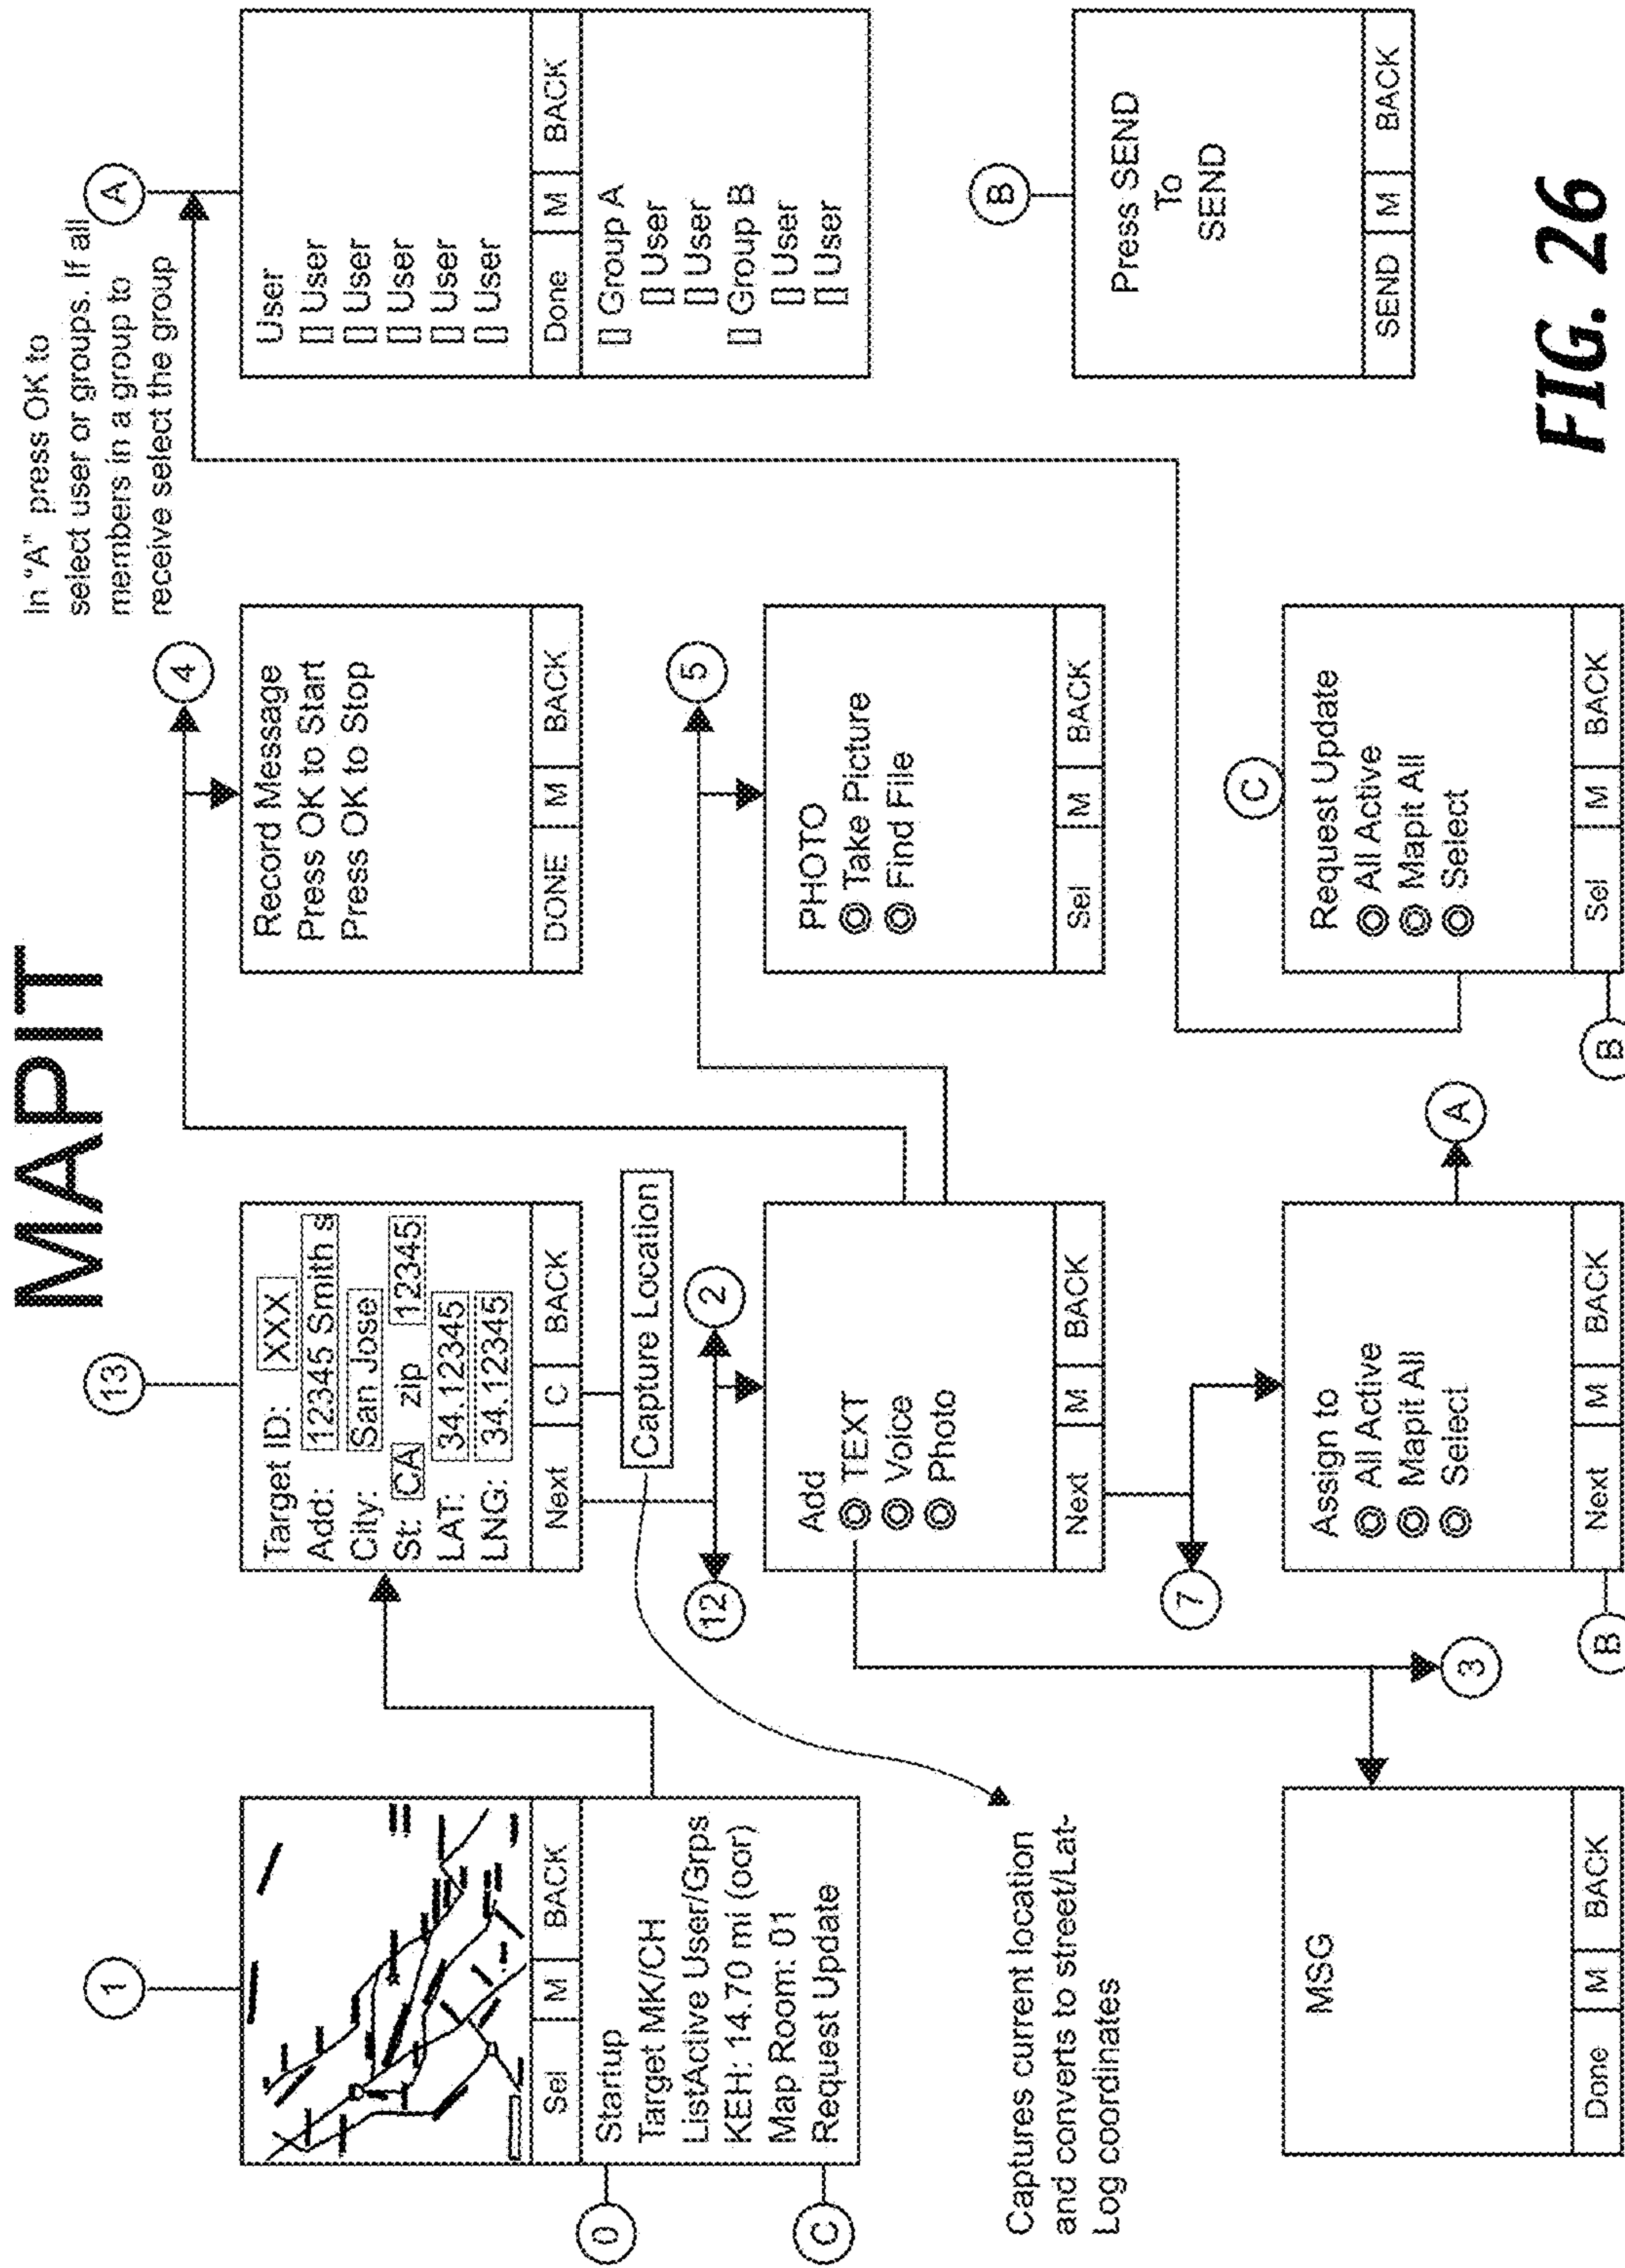 MAPIT
1
Sel M BACK
0
Startup
Target MK/CH
ListActive User/Grps
KEH: 14.70 mi (oor)
Map Room: 01
C
Request Update
13
Target ID: XXX
Add: 12345 Smith s
City: San Jose
St: CA zip 12345
LAT: 34.12345
LNG: 34.12345
Next C BACK
Capture Location
Captures current location
and converts to street/Lat-
Log coordinates
12
2
Add
TEXT
Voice
Photo
Next M BACK
7
3
MSG
Done M BACK
Assign to
All Active
Mapit All
Select
Next M BACK
B
A
4
Record Message
Press OK to Start
Press OK to Stop
DONE M BACK
5
PHOTO
Take Picture
Find File
Sel M BACK
C
Request Update
All Active
Mapit All
Select
Sel M BACK
B
In "A" press OK to
select user or groups. If all
members in a group to
receive select the group
A
User
[] User
[] User
[] User
[] User
[] User
Done M BACK
[] Group A
[] User
[] User
[] Group B
[] User
[] User
B
Press SEND
To
SEND
SEND M BACK
FIG. 26